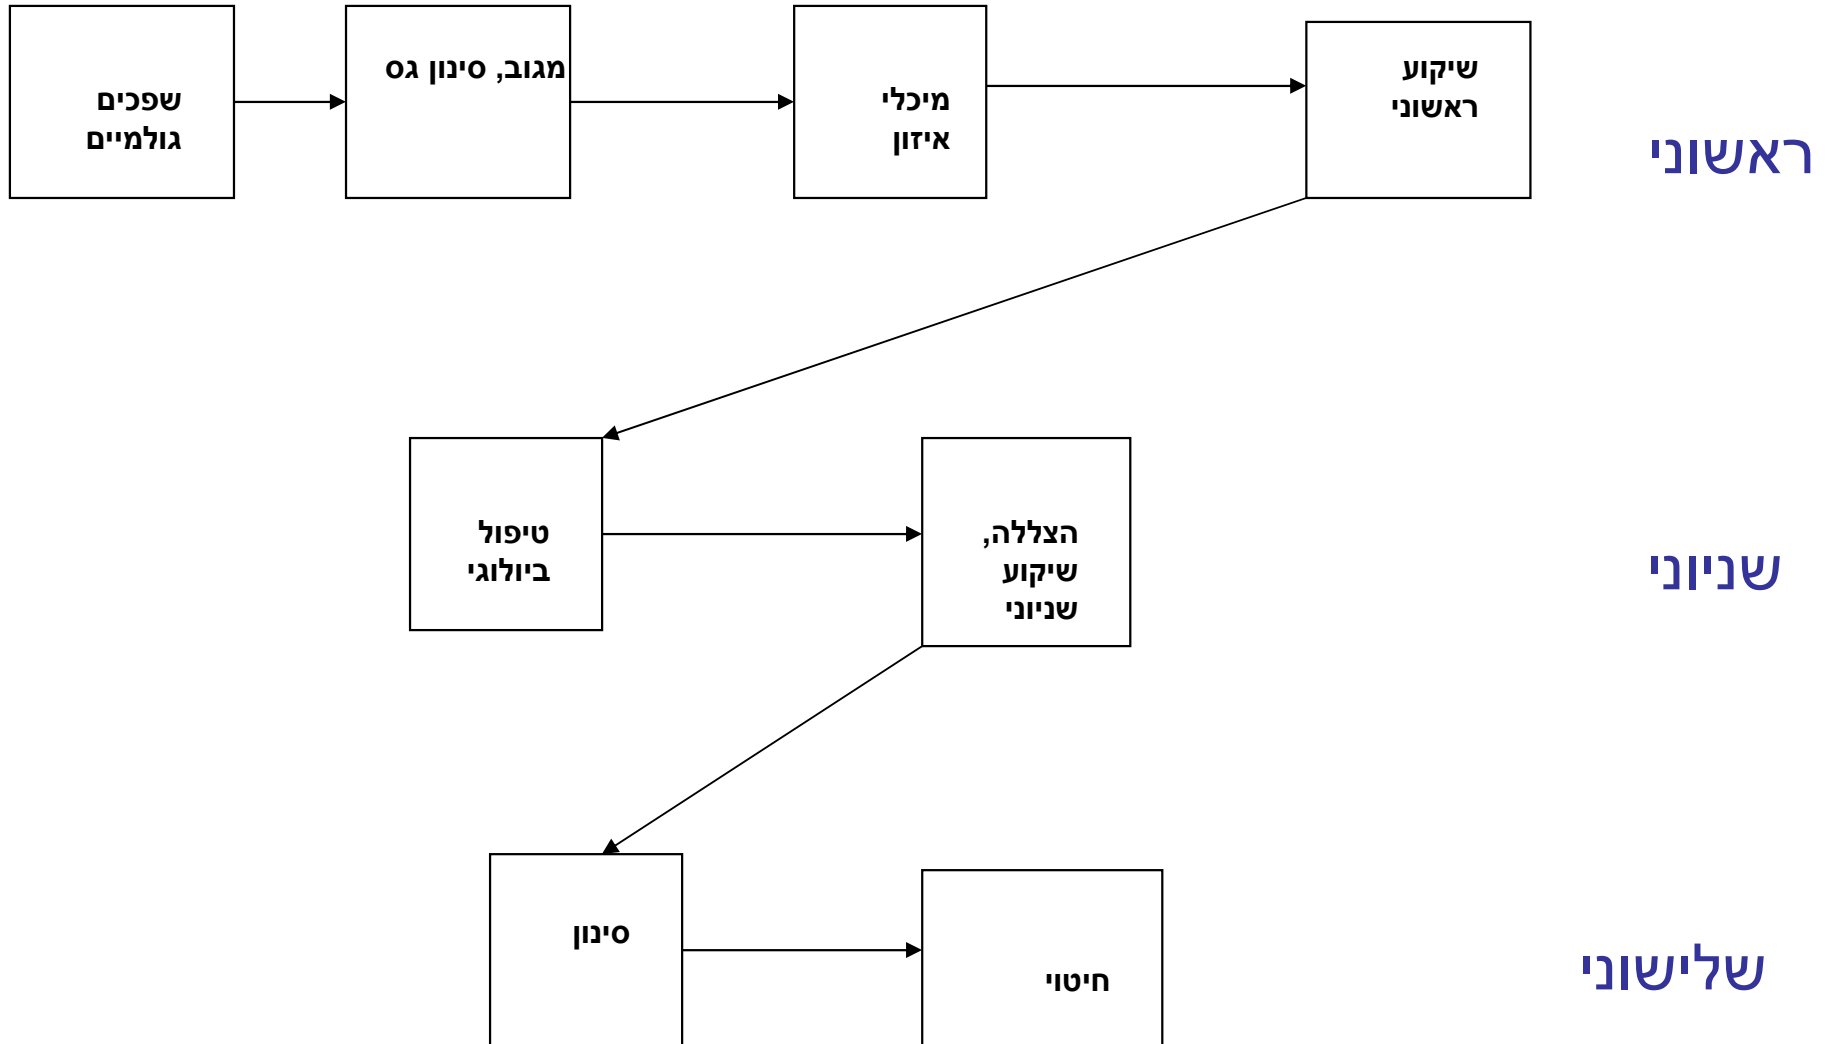 שפכים
גולמיים
מגוב, סינון גס
מיכלי
איזון
שיקוע
ראשוני
ראשוני
טיפול
ביולוגי
הצללה,
שיקוע
שניוני
שניוני
סינון
חיטוי
שלישוני